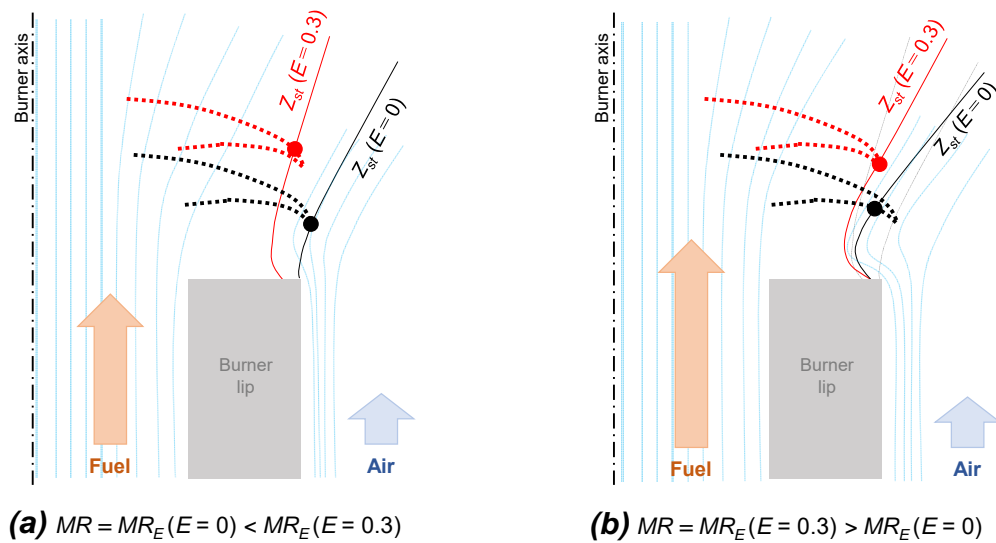 Burner axis
Z_st (E = 0.3)
Z_st (E = 0)
Burner
lip
Fuel
Air
(a) MR = MR_E (E = 0) < MR_E (E = 0.3)
Burner axis
Z_st (E = 0.3)
Z_st (E = 0)
Burner
lip
Fuel
Air
(b) MR = MR_E (E = 0.3) > MR_E (E = 0)